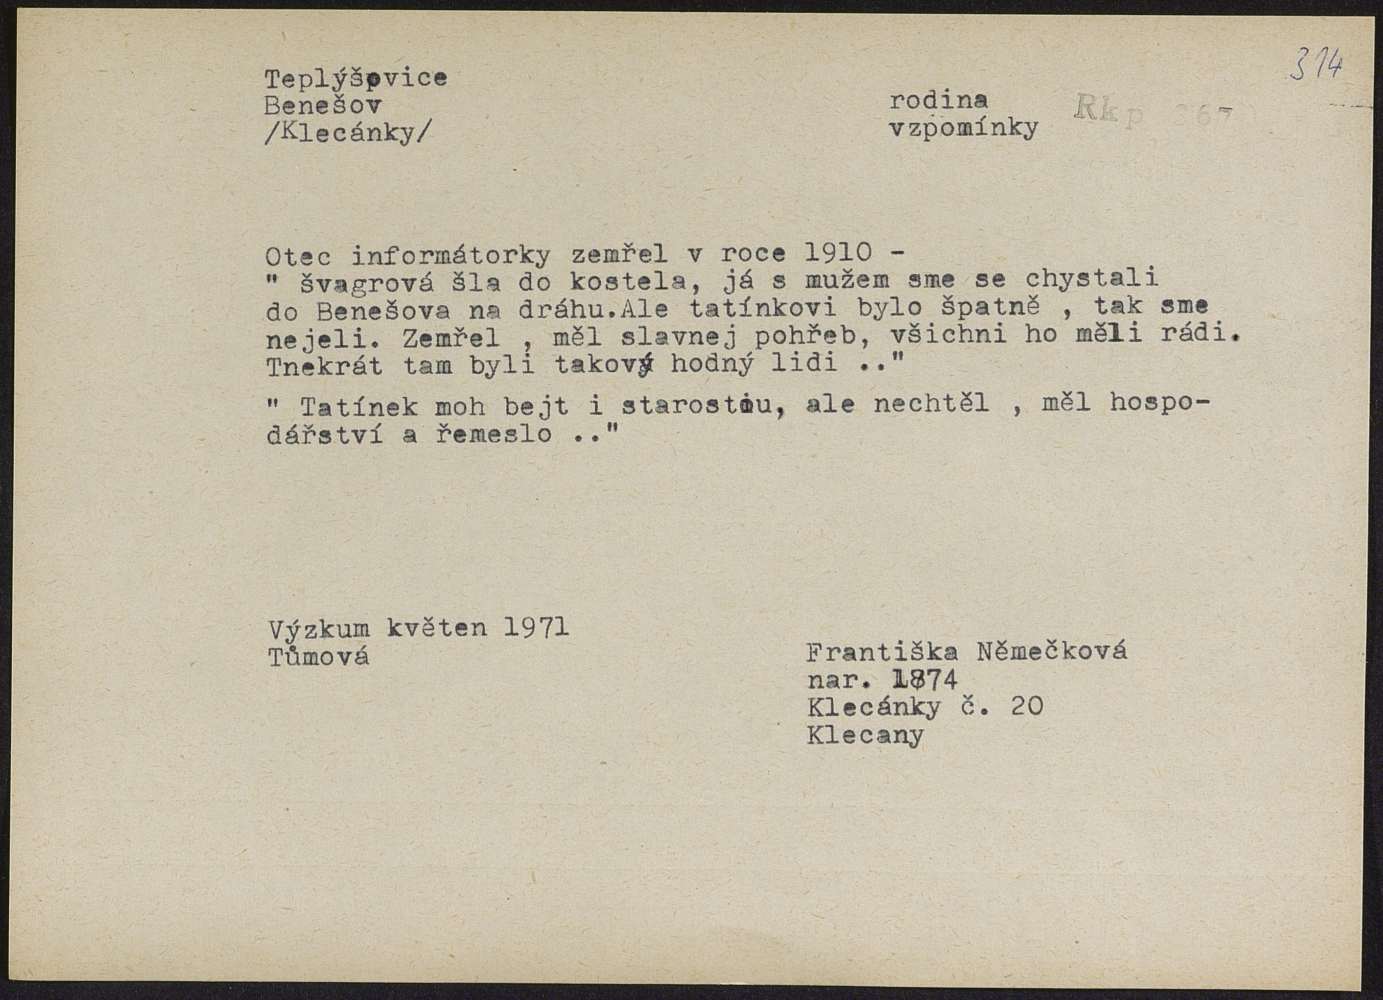 314
Teplýšovice
Benešov
/Klecánky/
rodina
vzpomínky
Rkp 367
Otec informátorky zemřel v roce 1910 -
" švagrová šla do kostela, já s mužem sme se chystali
do Benešova na dráhu.Ale tatínkovi bylo špatně , tak sme
nejeli. Zemřel , měl slavnej pohřeb, všichni ho měli rádi.
Tnekrát tam byli takový hodný lidi .."
" Tatínek moh bejt i starostou, ale nechtěl , měl hospo-
dářství a řemeslo .."
Výzkum květen 1971
Tůmová
Františka Němečková
nar. 1874
Klecánky č. 20
Klecany